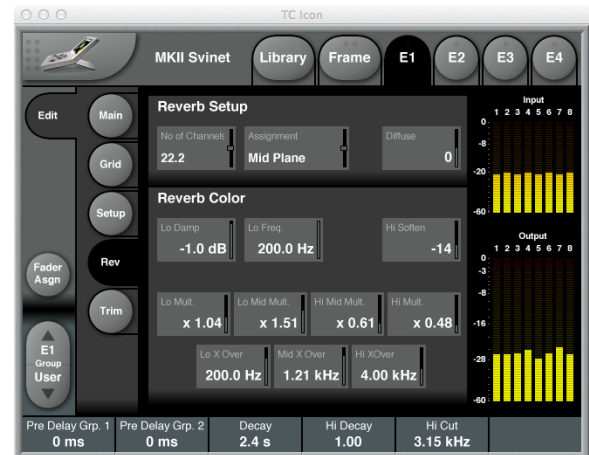 TC Icon
MKII Svinet
Library
Frame
E1
E2
E3
E4
Edit
Main
Grid
Setup
Rev
Trim
Fader Asgn
E1
Group
User
Reverb Setup
No of Channels
22.2
Assignment
Mid Plane
Diffuse
0
Reverb Color
Lo Damp
-1.0 dB
Lo Freq.
200.0 Hz
Hi Soften
-14
Lo Mult.
x 1.04
Lo Mid Mult.
x 1.51
Hi Mid Mult.
x 0.61
Hi Mult.
x 0.48
Lo X Over
200.0 Hz
Mid X Over
1.21 kHz
Hi XOver
4.00 kHz
Input
1 2 3 4 5 6 7 8
0
-8
-20
-60
Output
1 2 3 4 5 6 7 8
0
-3
-8
-16
-28
-60
Pre Delay Grp. 1
0 ms
Pre Delay Grp. 2
0 ms
Decay
2.4 s
Hi Decay
1.00
Hi Cut
3.15 kHz